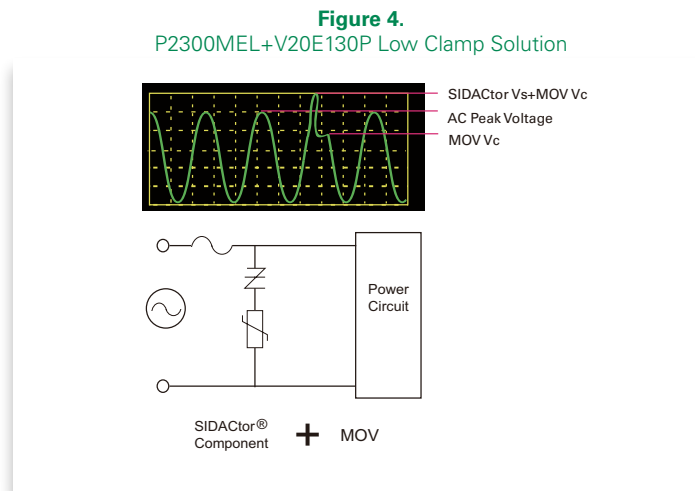 Figure 4.
P2300MEL+V20E130P Low Clamp Solution
SIDACtor Vs+MOV Vc
AC Peak Voltage
MOV Vc
Power
Circuit
SIDACtor®
Component
+
MOV